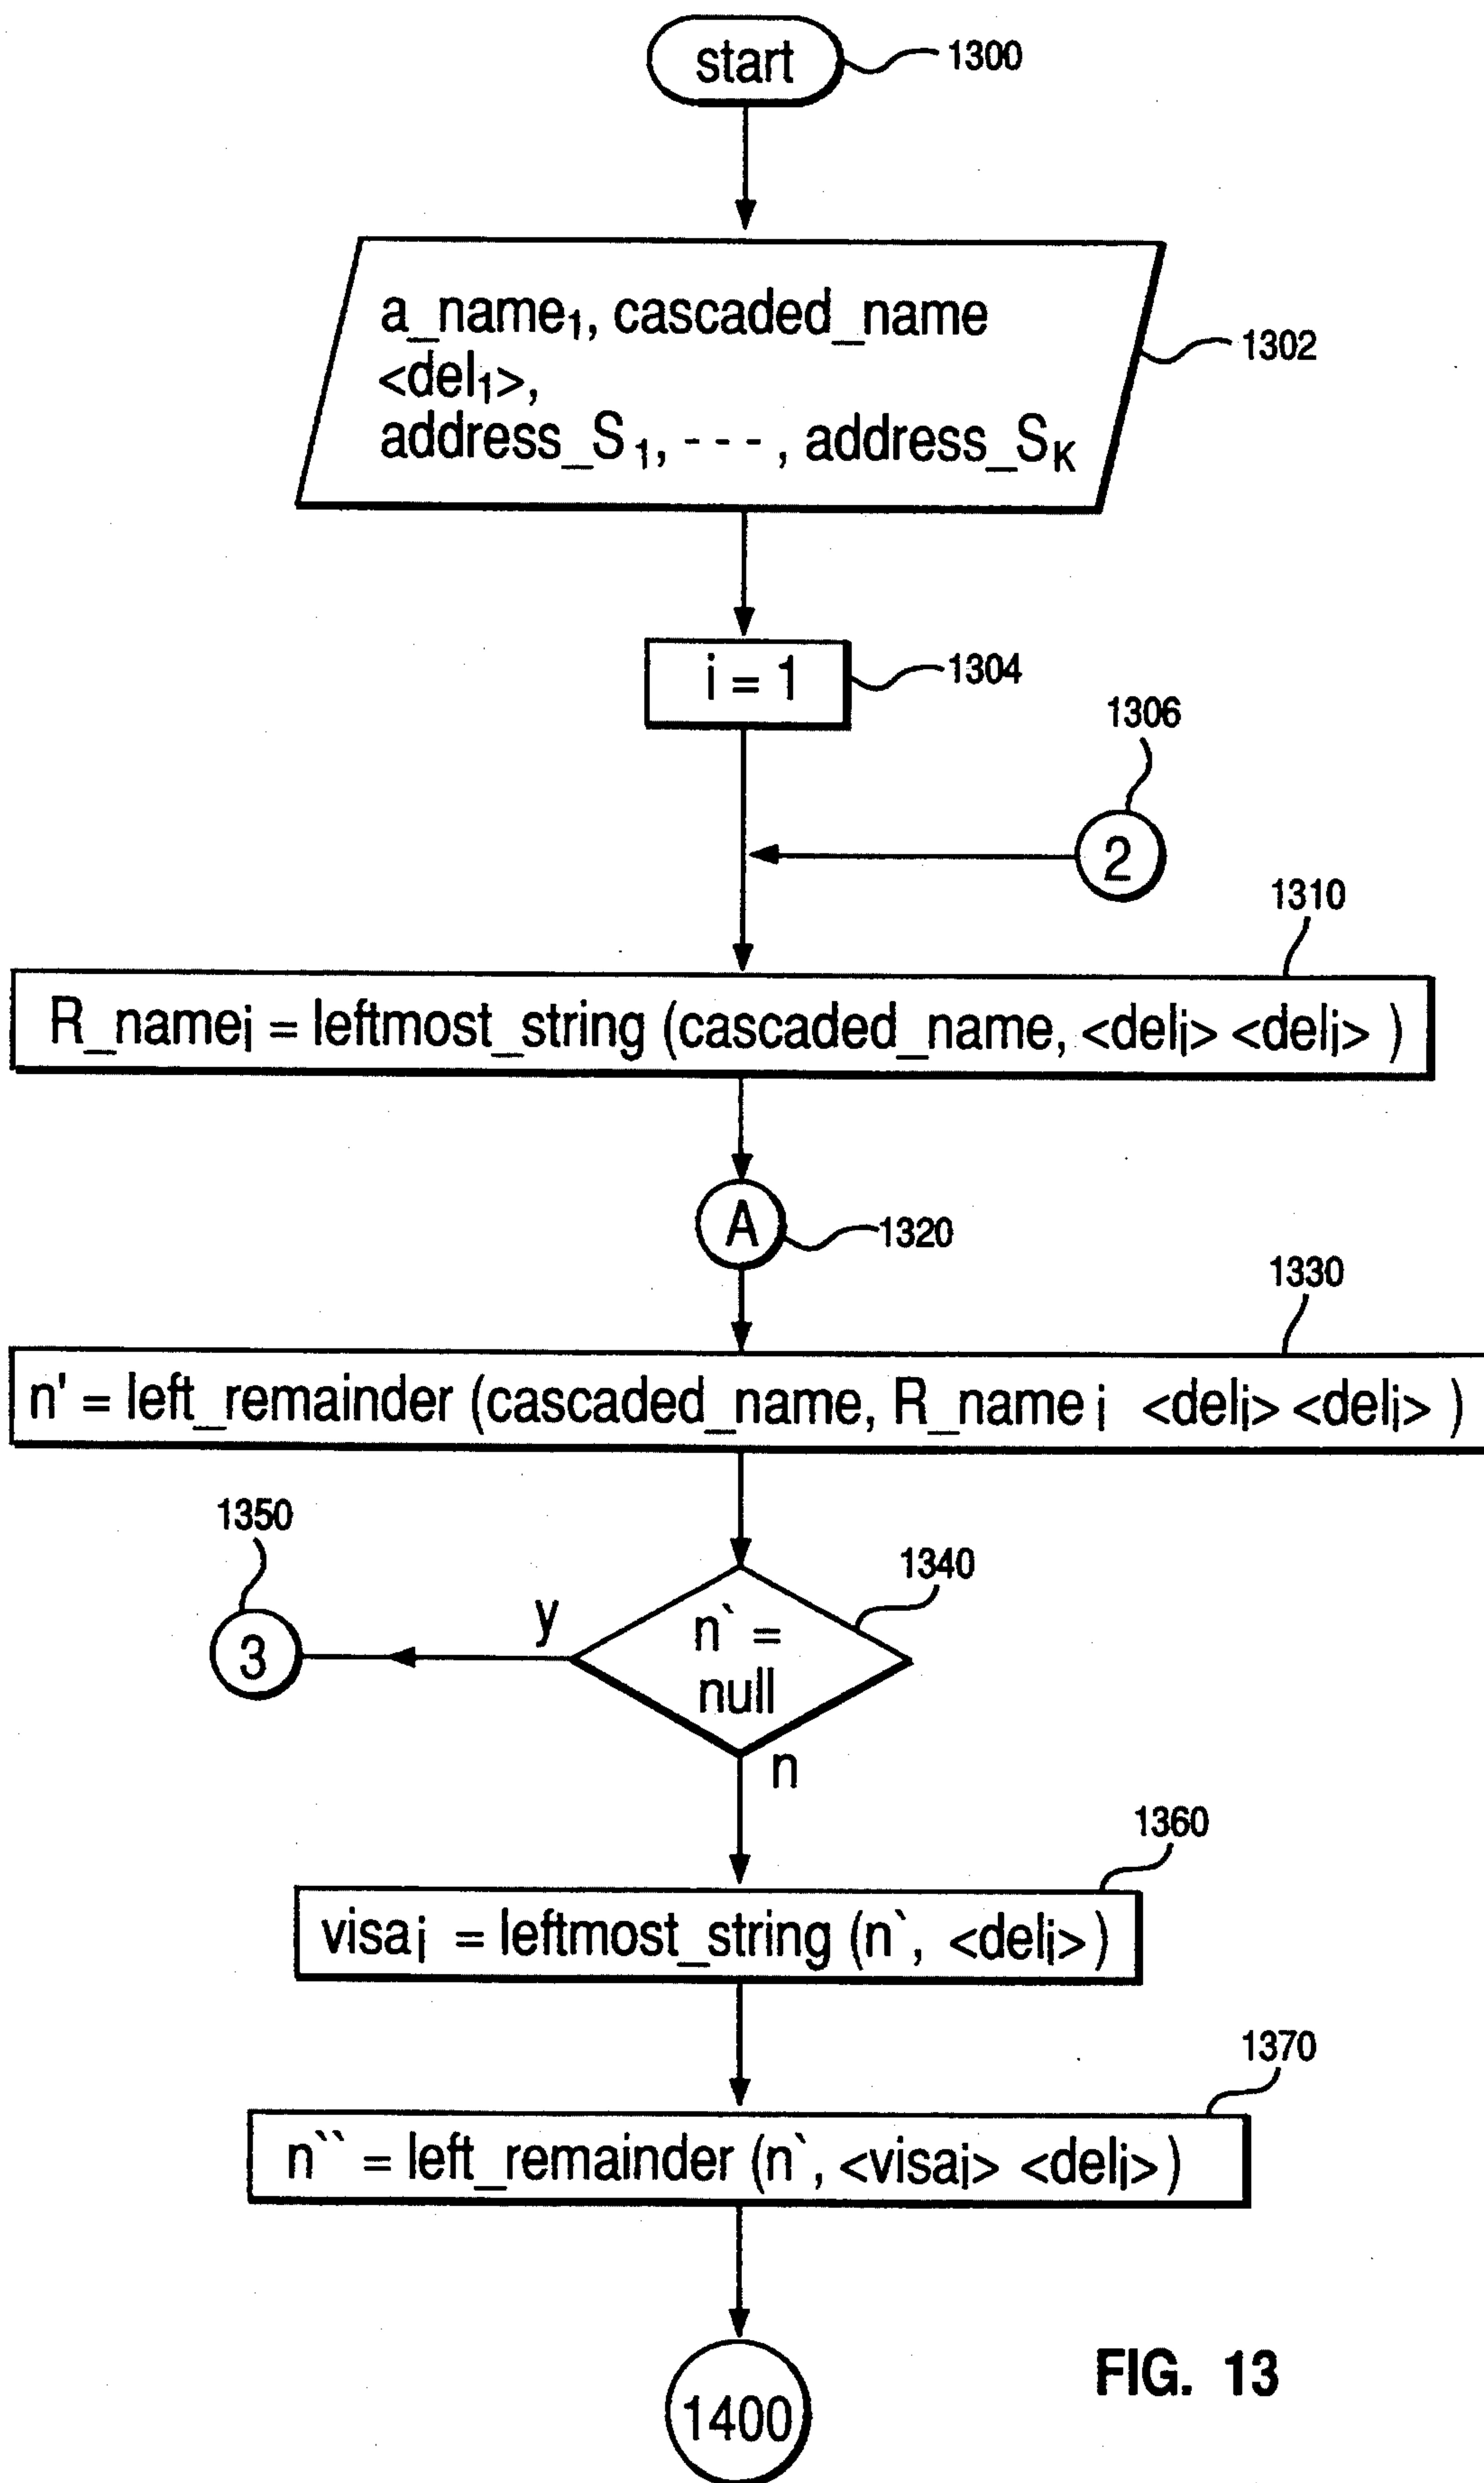 start
1300
a_name₁, cascaded_name
<del₁>,
address_S₁, - - - , address_Sₖ
1302
i = 1
1304
1306
2
1310
R_nameᵢ = leftmost_string (cascaded_name, <delᵢ> <delᵢ> )
A
1320
1330
n' = left_remainder (cascaded_name, R_name ᵢ <delᵢ> <delᵢ> )
1350
1340
y
3
n` =
null
n
1360
visaᵢ = leftmost_string (n`, <delᵢ>)
1370
n`` = left_remainder (n`, <visaᵢ> <delᵢ>)
1400
FIG. 13